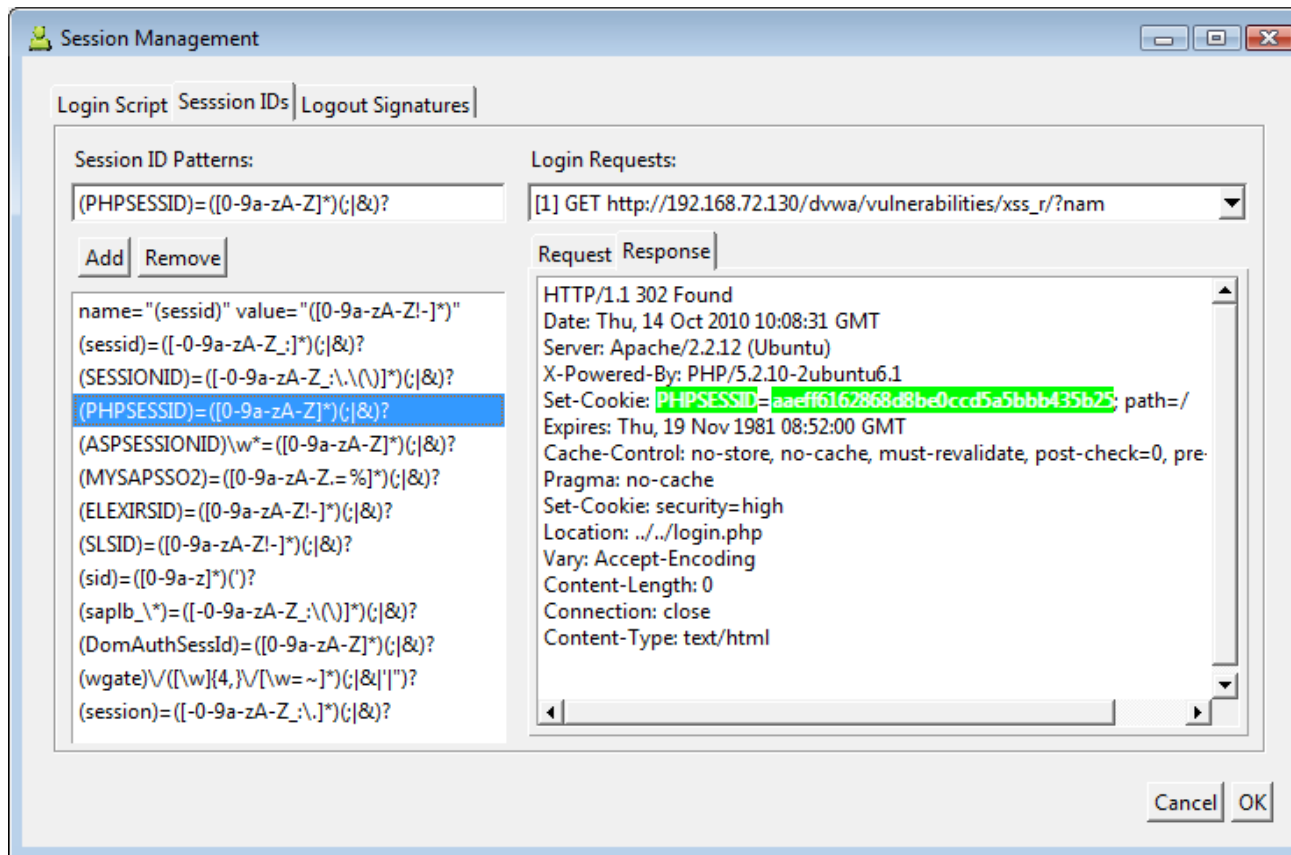 Session Management
Login Script Sesssion IDs Logout Signatures
Session ID Patterns:
(PHPSESSID)=([0-9a-zA-Z]*)(;|&)?
Add Remove
name="(sessid)" value="([0-9a-zA-Z!-]*)"
(sessid)=([-0-9a-zA-Z_:]*)(;|&)?
(SESSIONID)=([-0-9a-zA-Z_:\.\(\)]*)(;|&)?
(PHPSESSID)=([0-9a-zA-Z]*)(;|&)?
(ASPSESSIONID)\w*=([0-9a-zA-Z]*)(;|&)?
(MYSAPSSO2)=([0-9a-zA-Z.=%]*)(;|&)?
(ELEXIRSID)=([0-9a-zA-Z!-]*)(;|&)?
(SLSID)=([0-9a-zA-Z!-]*)(;|&)?
(sid)=([0-9a-z]*)(')?
(saplb_\*)=([-0-9a-zA-Z_:\(\)]*)(;|&)?
(DomAuthSessId)=([0-9a-zA-Z]*)(;|&)?
(wgate)\/([\w]{4,}\/[\w=~]*)(;|&|'|")?
(session)=([-0-9a-zA-Z_:\.]*)(;|&)?
Login Requests:
[1] GET http://192.168.72.130/dvwa/vulnerabilities/xss_r/?nam
Request Response
HTTP/1.1 302 Found
Date: Thu, 14 Oct 2010 10:08:31 GMT
Server: Apache/2.2.12 (Ubuntu)
X-Powered-By: PHP/5.2.10-2ubuntu6.1
Set-Cookie: PHPSESSID=aaeff6162868d8be0ccd5a5bbb435b25; path=/
Expires: Thu, 19 Nov 1981 08:52:00 GMT
Cache-Control: no-store, no-cache, must-revalidate, post-check=0, pre-
Pragma: no-cache
Set-Cookie: security=high
Location: ../../login.php
Vary: Accept-Encoding
Content-Length: 0
Connection: close
Content-Type: text/html
Cancel OK